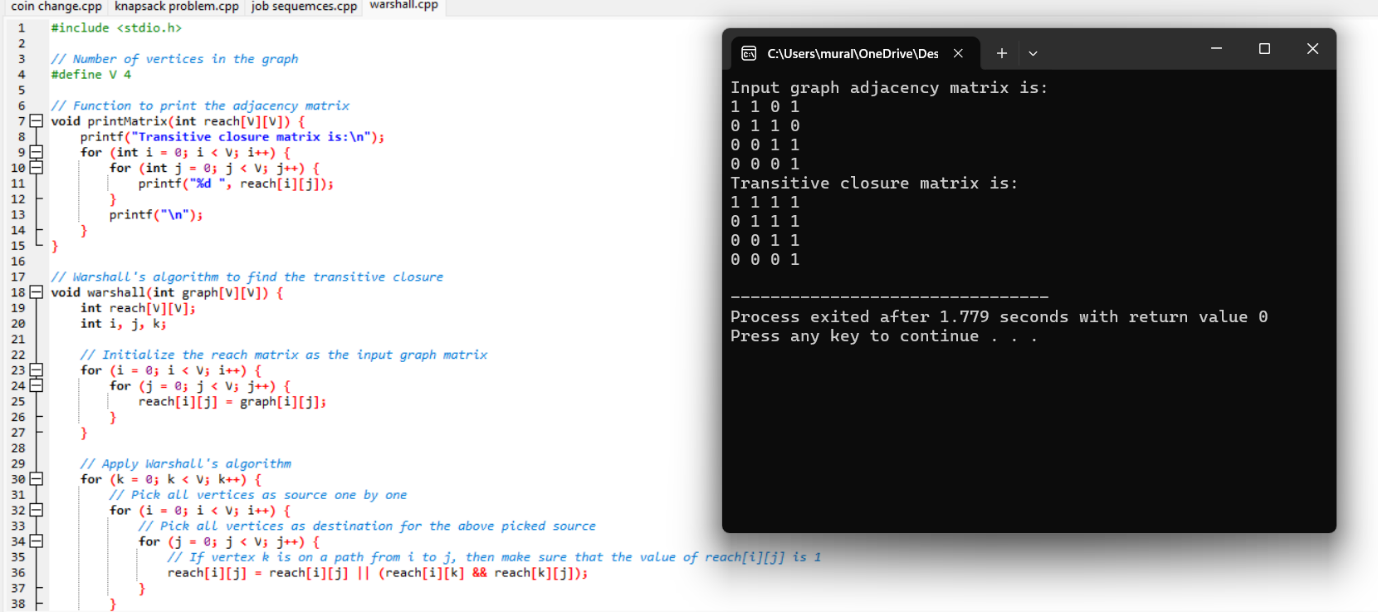 coin change.cpp knapsack problem.cpp job sequemces.cpp warshall.cpp
1 #include <stdio.h>
2
3 // Number of vertices in the graph
4 #define V 4
5
6 // Function to print the adjacency matrix
7 void printMatrix(int reach[V][V]) {
8 printf("Transitive closure matrix is:\n");
9 for (int i = 0; i < V; i++) {
10 for (int j = 0; j < V; j++) {
11 printf("%d ", reach[i][j]);
12 }
13 printf("\n");
14 }
15 }
16
17 // Warshall's algorithm to find the transitive closure
18 void warshall(int graph[V][V]) {
19 int reach[V][V];
20 int i, j, k;
21
22 // Initialize the reach matrix as the input graph matrix
23 for (i = 0; i < V; i++) {
24 for (j = 0; j < V; j++) {
25 reach[i][j] = graph[i][j];
26 }
27 }
28
29 // Apply Warshall's algorithm
30 for (k = 0; k < V; k++) {
31 // Pick all vertices as source one by one
32 for (i = 0; i < V; i++) {
33 // Pick all vertices as destination for the above picked source
34 for (j = 0; j < V; j++) {
35 // If vertex k is on a path from i to j, then make sure that the value of reach[i][j] is 1
36 reach[i][j] = reach[i][j] || (reach[i][k] && reach[k][j]);
37 }
38 }
C:\Users\mural\OneDrive\Des
Input graph adjacency matrix is:
1 1 0 1
0 1 1 0
0 0 1 1
0 0 0 1
Transitive closure matrix is:
1 1 1 1
0 1 1 1
0 0 1 1
0 0 0 1
--------------------------------
Process exited after 1.779 seconds with return value 0
Press any key to continue . . .